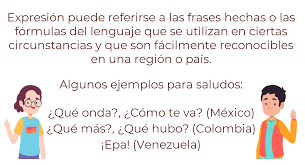 Expresión puede referirse a las frases hechas o las
fórmulas del lenguaje que se utilizan en ciertas
circunstancias y que son fácilmente reconocibles
en una región o país.
Algunos ejemplos para saludos:
¿Qué onda?, ¿Cómo te va? (México)
¿Qué más?, ¿Qué hubo? (Colombia)
¡Epa! (Venezuela)